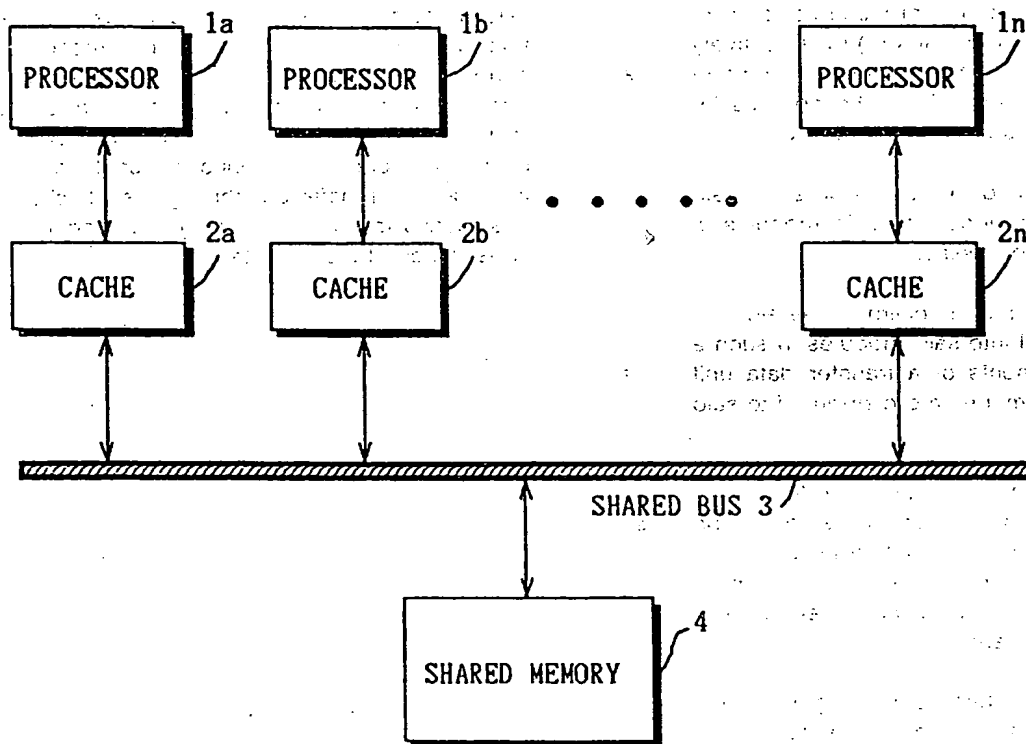 1a
1b
1n
PROCESSOR
PROCESSOR
PROCESSOR
2a
2b
2n
CACHE
CACHE
CACHE
SHARED BUS 3
4
SHARED MEMORY